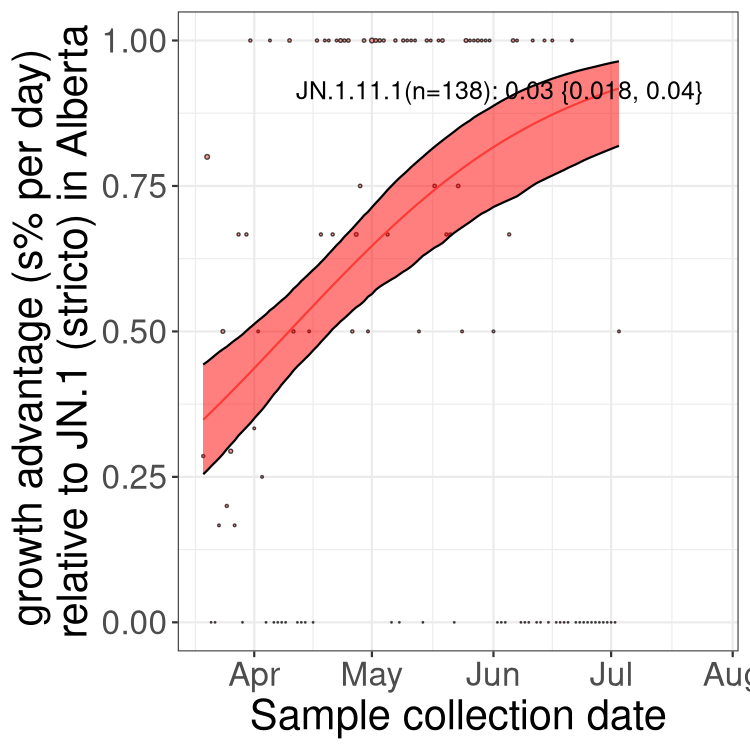 growth advantage (s% per day)
relative to JN.1 (stricto) in Alberta
1.00
0.75
0.50
0.25
0.00
JN.1.11.1(n=138): 0.03 {0.018, 0.04}
Apr May Jun Jul Aug
Sample collection date